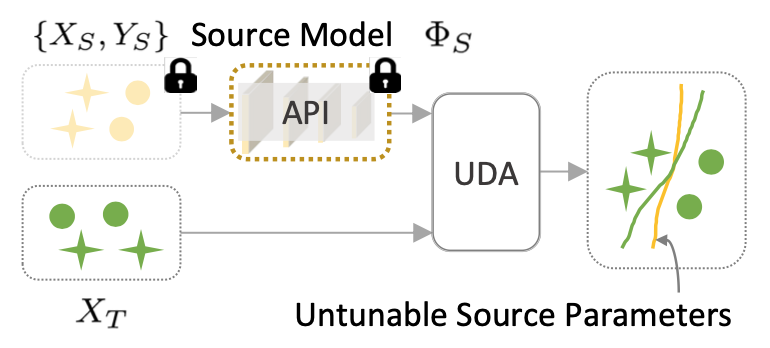 {X_S, Y_S} Source Model Φ_S
API
UDA
X_T
Untunable Source Parameters